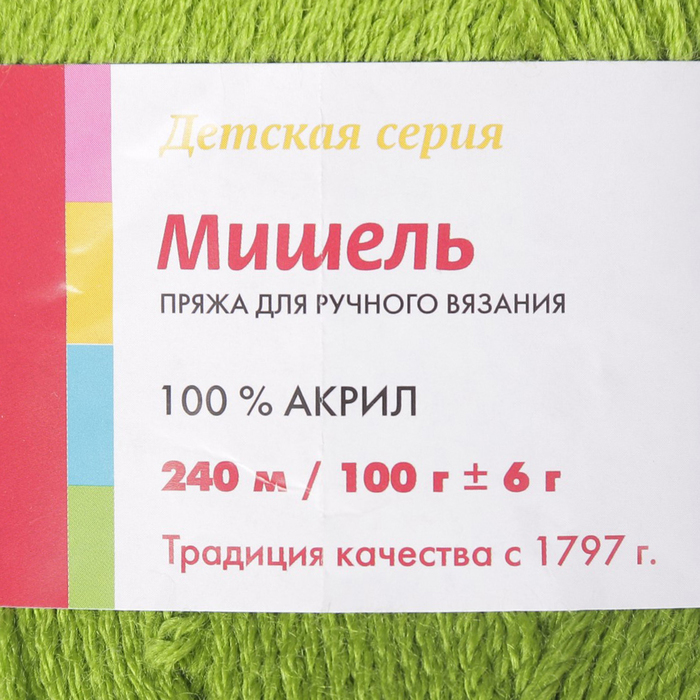 Детская серия
Мишель
ПРЯЖА ДЛЯ РУЧНОГО ВЯЗАНИЯ
100 % АКРИЛ
240 м / 100 г ± 6 г
Традиция качества с 1797 г.